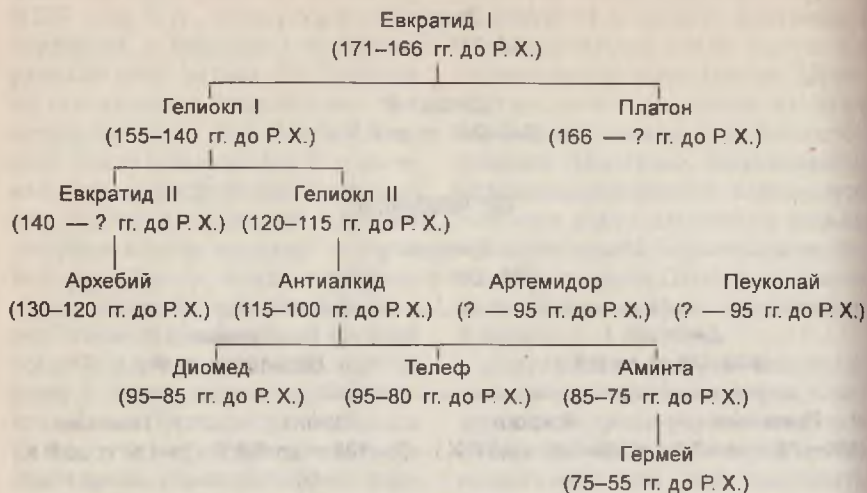 Евкратид I
(171–166 гг. до Р. Х.)
Гелиокл I Платон
(155–140 гг. до Р. Х.) (166 — ? гг. до Р. Х.)
Евкратид II Гелиокл II
(140 — ? гг. до Р. Х.) (120–115 гг. до Р. Х.)
Архебий Антиалкид Артемидор Пеуколай
(130–120 гг. до Р. Х.) (115–100 гг. до Р. Х.) (? — 95 гг. до Р. Х.) (? — 95 гг. до Р. Х.)
Диомед Телеф Аминта
(95–85 гг. до Р. Х.) (95–80 гг. до Р. Х.) (85–75 гг. до Р. Х.)
Гермей
(75–55 гг. до Р. Х.)